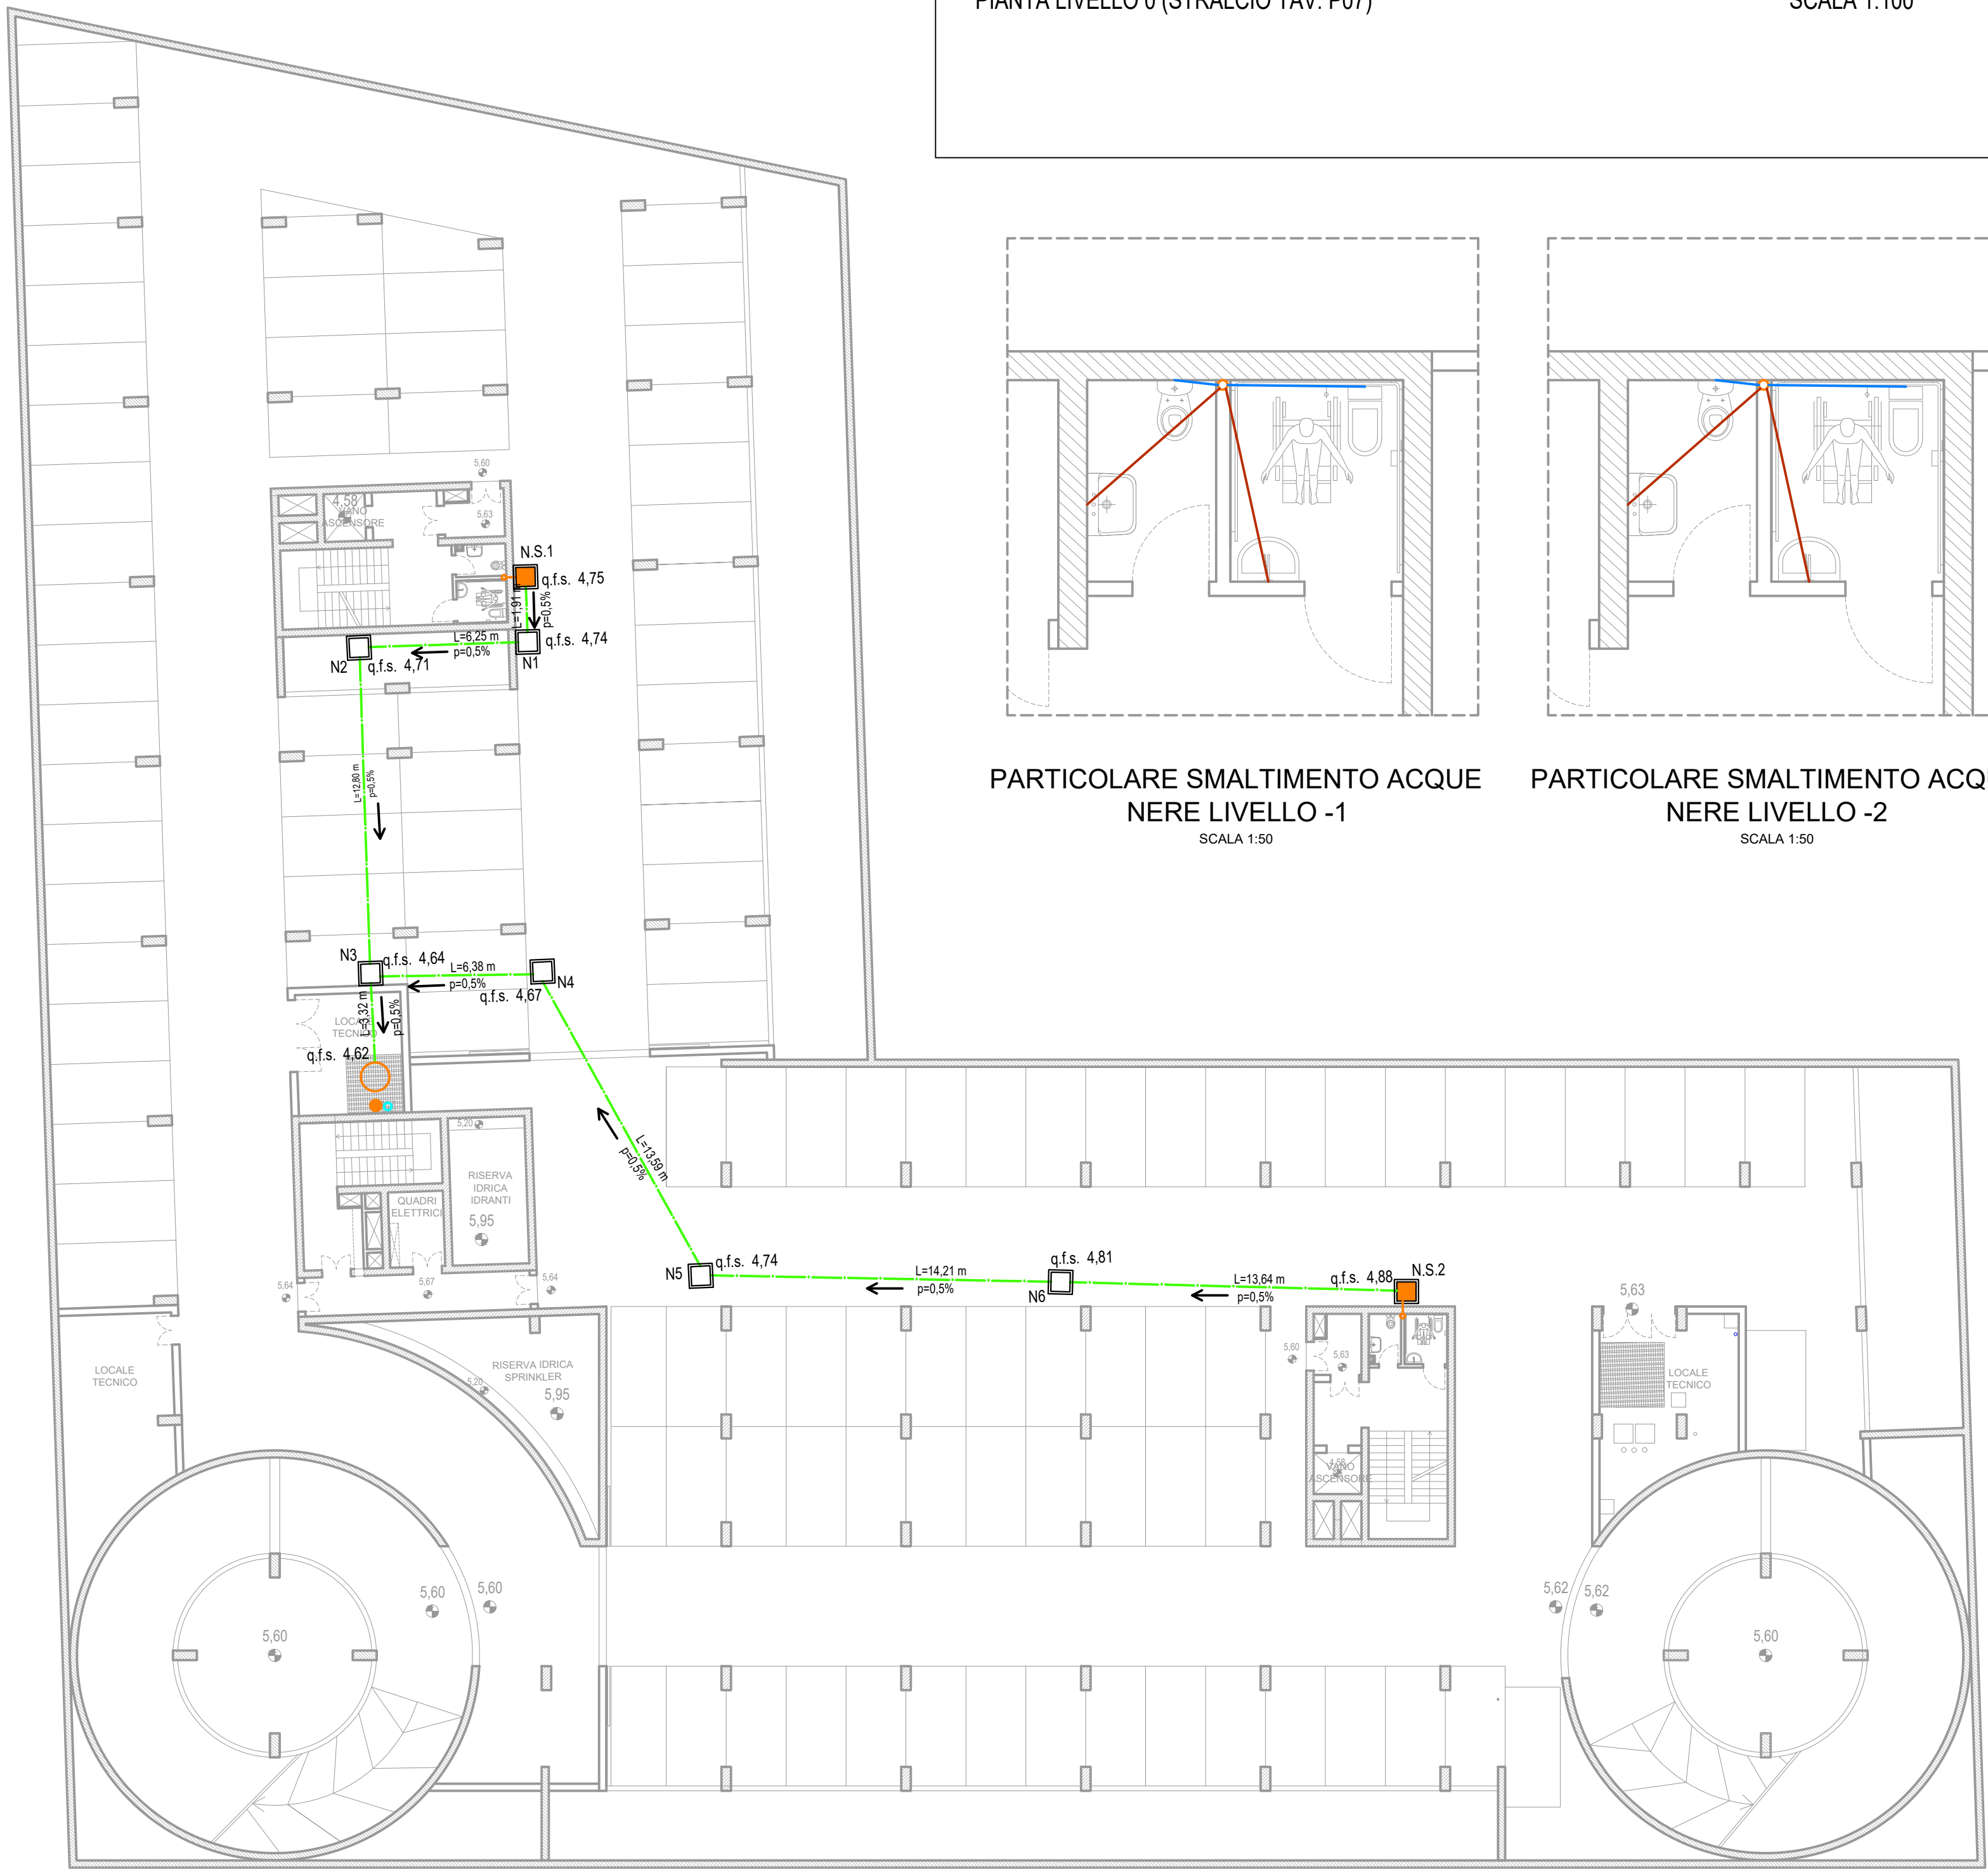 PIANTA LIVELLO 0 (STRALCIO TAV. P07)
SCALA 1:100
PARTICOLARE SMALTIMENTO ACQUE
NERE LIVELLO -1
SCALA 1:50
PARTICOLARE SMALTIMENTO ACQ
NERE LIVELLO -2
SCALA 1:50
5,60
4,58
VANO
ASCENSORE
5,63
N.S.1
q.f.s. 4,75
L=1,91 m
p=0,5%
L=6,25 m
p=0,5%
q.f.s. 4,74
N1
N2
q.f.s. 4,71
L=12,80 m
p=0,5%
N3
q.f.s. 4,64
L=6,38 m
p=0,5%
N4
q.f.s. 4,67
L=3,32 m
p=0,5%
LOCALE
TECNICO
q.f.s. 4,62
5,20
RISERVA
IDRICA
IDRANTI
5,95
QUADRI
ELETTRICI
L=13,59 m
p=0,5%
5,64
5,67
5,64
N5
q.f.s. 4,74
L=14,21 m
p=0,5%
q.f.s. 4,81
N6
L=13,64 m
p=0,5%
q.f.s. 4,88
N.S.2
5,63
LOCALE
TECNICO
RISERVA IDRICA
SPRINKLER
5,20
5,95
5,60
5,63
4,58
VANO
ASCENSORE
LOCALE
TECNICO
5,60
5,60
5,60
5,62
5,62
5,60